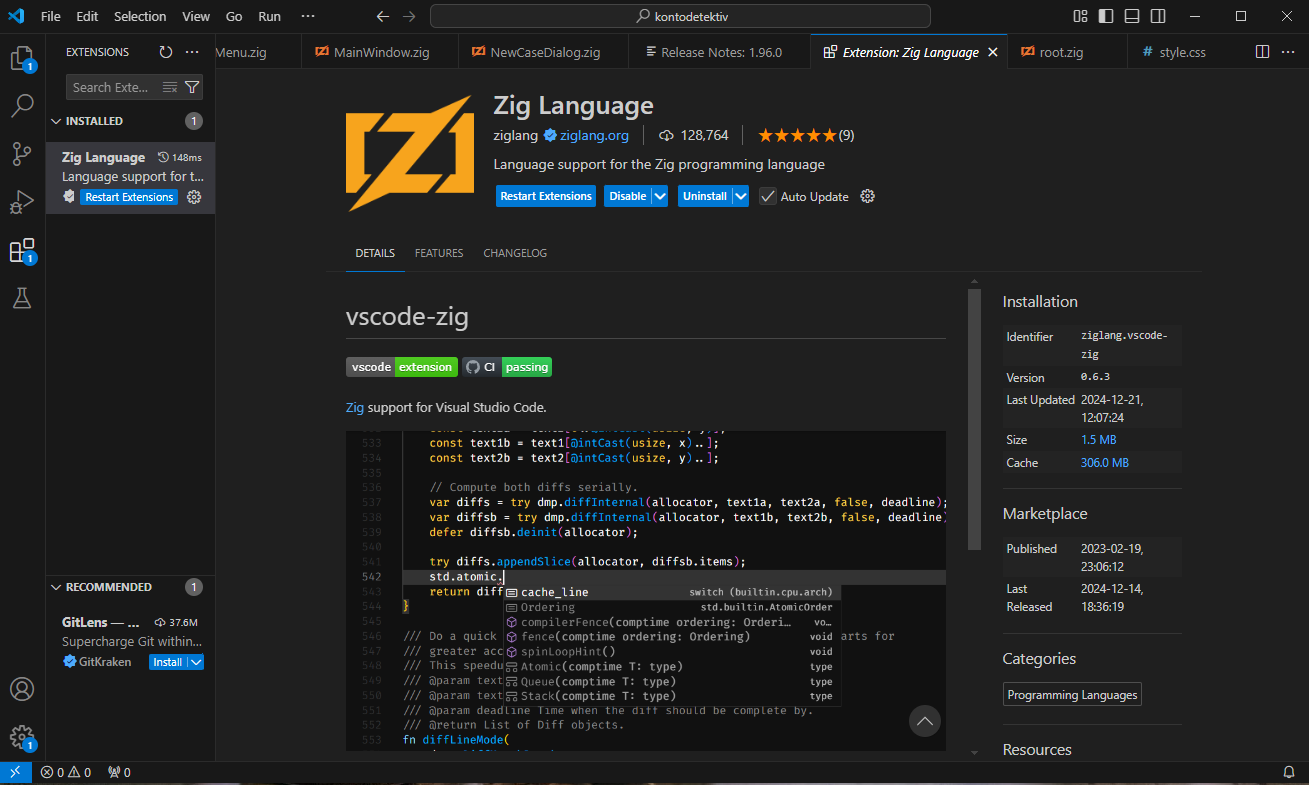 File Edit Selection View Go Run ···
kontodetektiv
EXTENSIONS
Menu.zig
MainWindow.zig
NewCaseDialog.zig
Release Notes: 1.96.0
Extension: Zig Language
root.zig
# style.css
1
1
1
Search Exte...
INSTALLED 1
Zig Language 148ms
Language support for t...
Restart Extensions
RECOMMENDED 1
GitLens — ... 37.6M
Supercharge Git within...
GitKraken Install
Zig Language
ziglang ziglang.org 128,764 ★★★★★(9)
Language support for the Zig programming language
Restart Extensions Disable Uninstall Auto Update
DETAILS FEATURES CHANGELOG
vscode-zig
vscode extension CI passing
Zig support for Visual Studio Code.
533 const text1b = text1[@intCast(usize, x)..];
534 const text2b = text2[@intCast(usize, y)..];
535
536 // Compute both diffs serially.
537 var diffs = try dmp.diffInternal(allocator, text1a, text2a, false, deadline);
538 var diffsb = try dmp.diffInternal(allocator, text1b, text2b, false, deadline)
539 defer diffsb.deinit(allocator);
540
541 try diffs.appendSlice(allocator, diffsb.items);
542 std.atomic.
543 return diff
544 }
545
546 /// Do a quick arts for
547 /// greater acc
548 /// This speedu
549 /// @param text
550 /// @param text
551 /// @param deadline Time when the diff should be complete by.
552 /// @return List of Diff objects.
553 fn diffLineMode(
cache_line switch (builtin.cpu.arch)
Ordering std.builtin.AtomicOrder
compilerFence(comptime ordering: Orderi... vo...
fence(comptime ordering: Ordering) void
spinLoopHint() void
Atomic(comptime T: type) type
Queue(comptime T: type) type
Stack(comptime T: type) type
Installation
Identifier ziglang.vscode-
zig
Version 0.6.3
Last Updated 2024-12-21,
12:07:24
Size 1.5 MB
Cache 306.0 MB
Marketplace
Published 2023-02-19,
23:06:12
Last 2024-12-14,
Released 18:36:19
Categories
Programming Languages
Resources
0 0 0